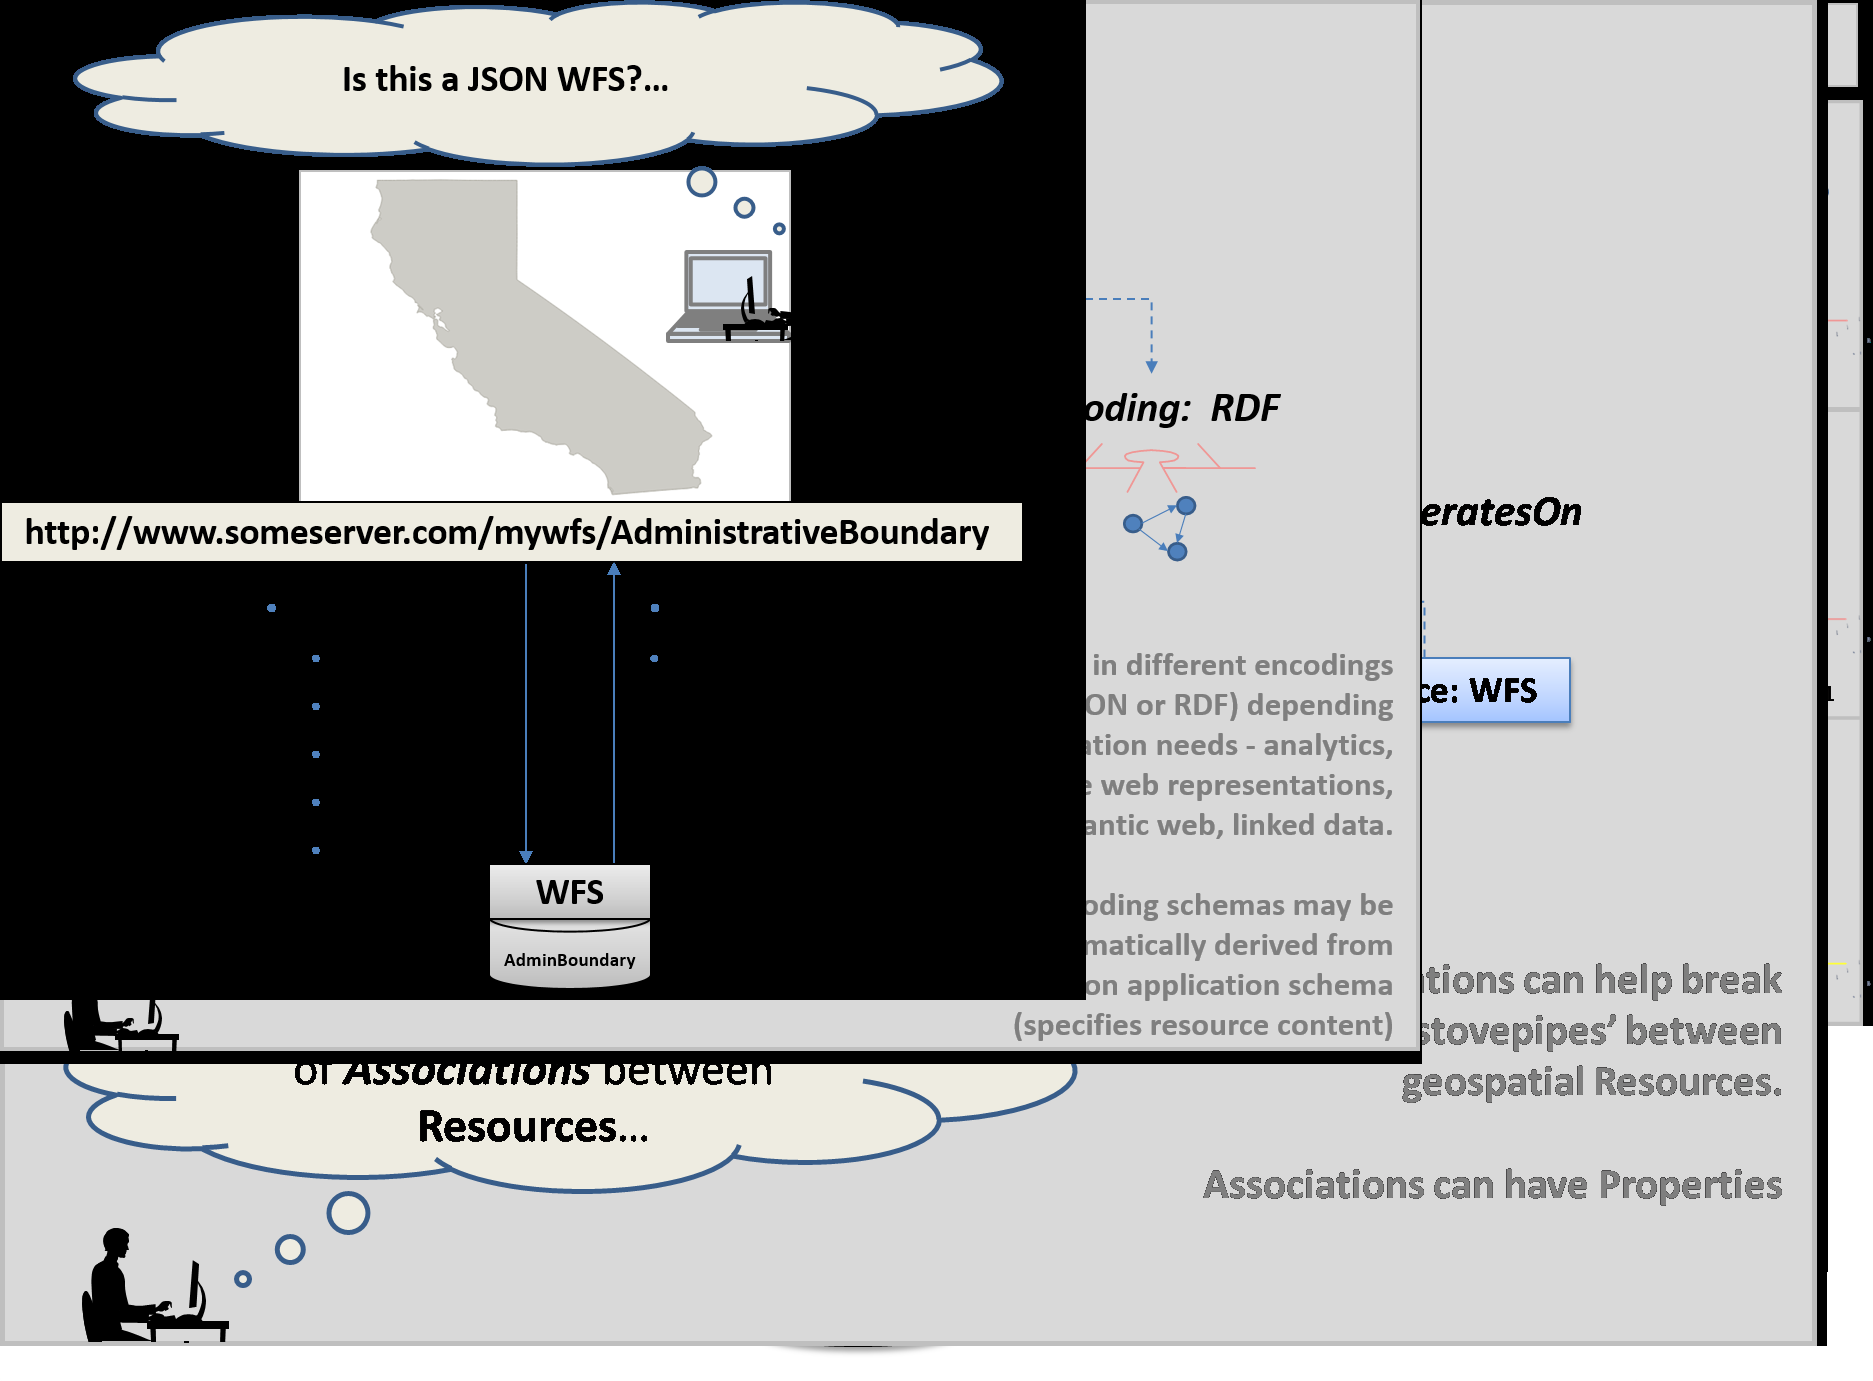 Is this a JSON WFS?...
http://www.someserver.com/mywfs/AdministrativeBoundary
WFS
AdminBoundary
oding: RDF
in different encodings
ON or RDF) depending
ation needs - analytics,
web representations,
antic web, linked data.
oding schemas may be
matically derived from
on application schema
(specifies resource content)
eratesOn
ce: WFS
tions can help break
stovepipes’ between
geospatial Resources.
Associations can have Properties
of Associations between
Resources...